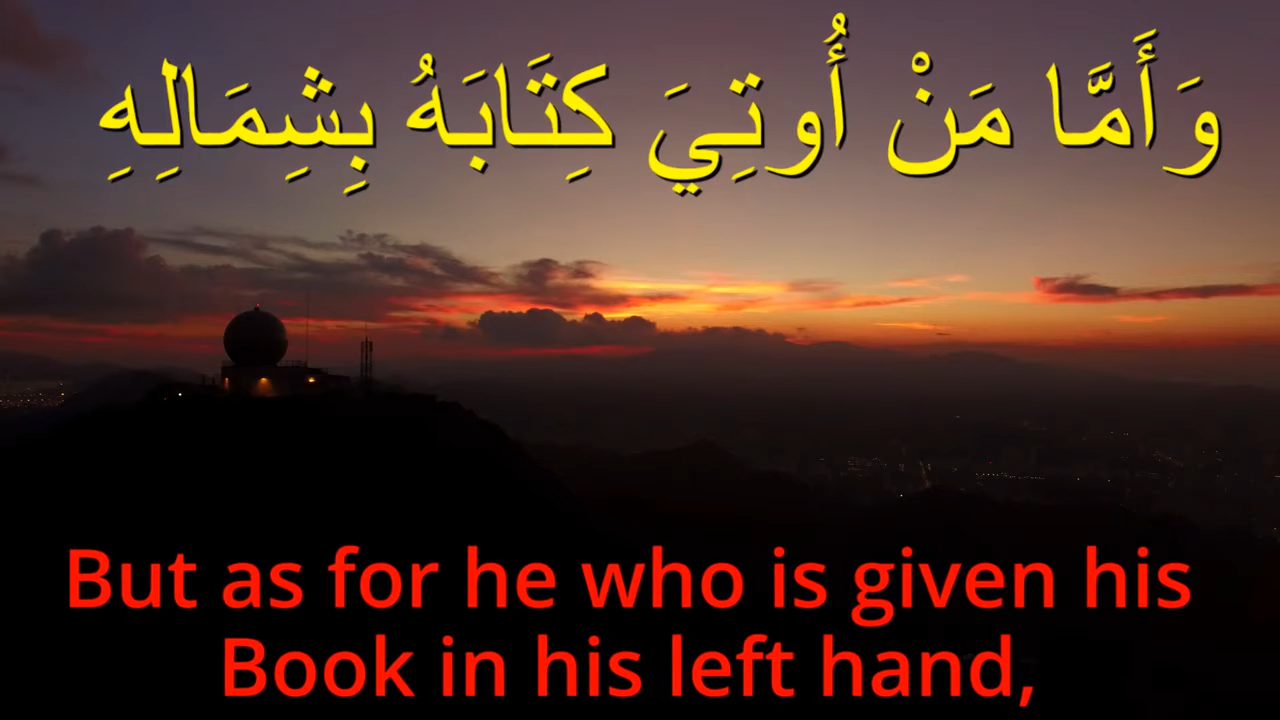 وَأَمَّا مَنْ أُوتِيَ كِتَابَهُ بِشِمَالِهِ
But as for he who is given his
Book in his left hand,